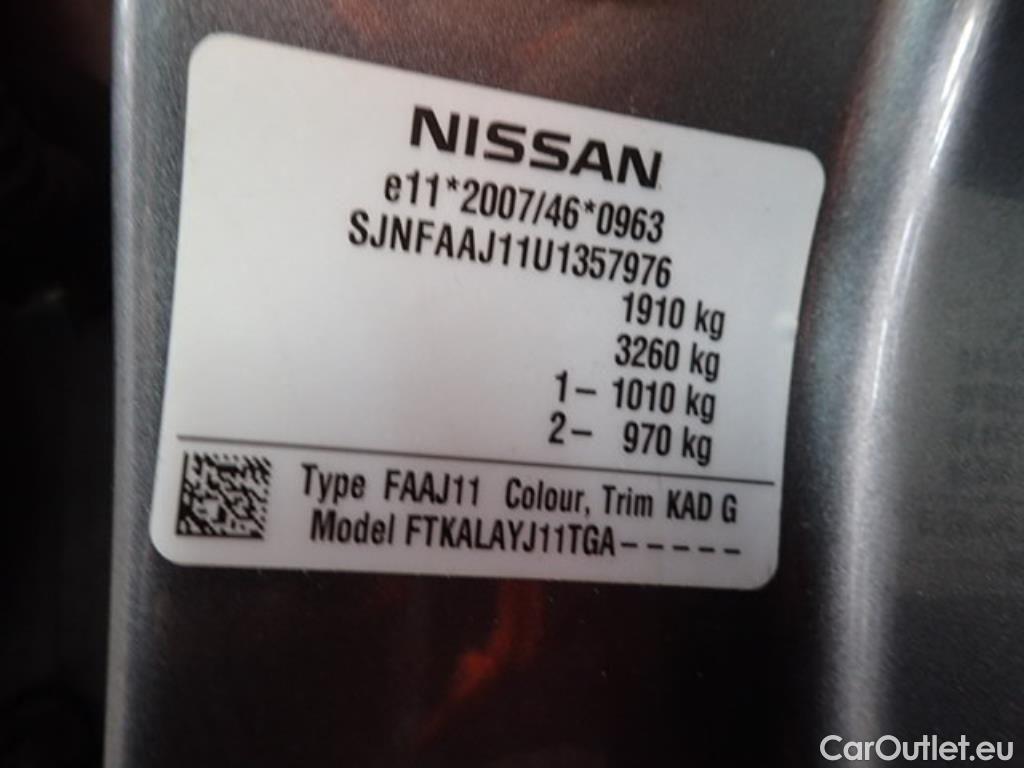 NISSAN
e11*2007/46*0963
SJNFAAJ11U1357976
1910 kg
3260 kg
1– 1010 kg
2– 970 kg
Type FAAJ11 Colour, Trim KAD G
Model FTKALAYJ11TGA–––––
CarOutlet.eu